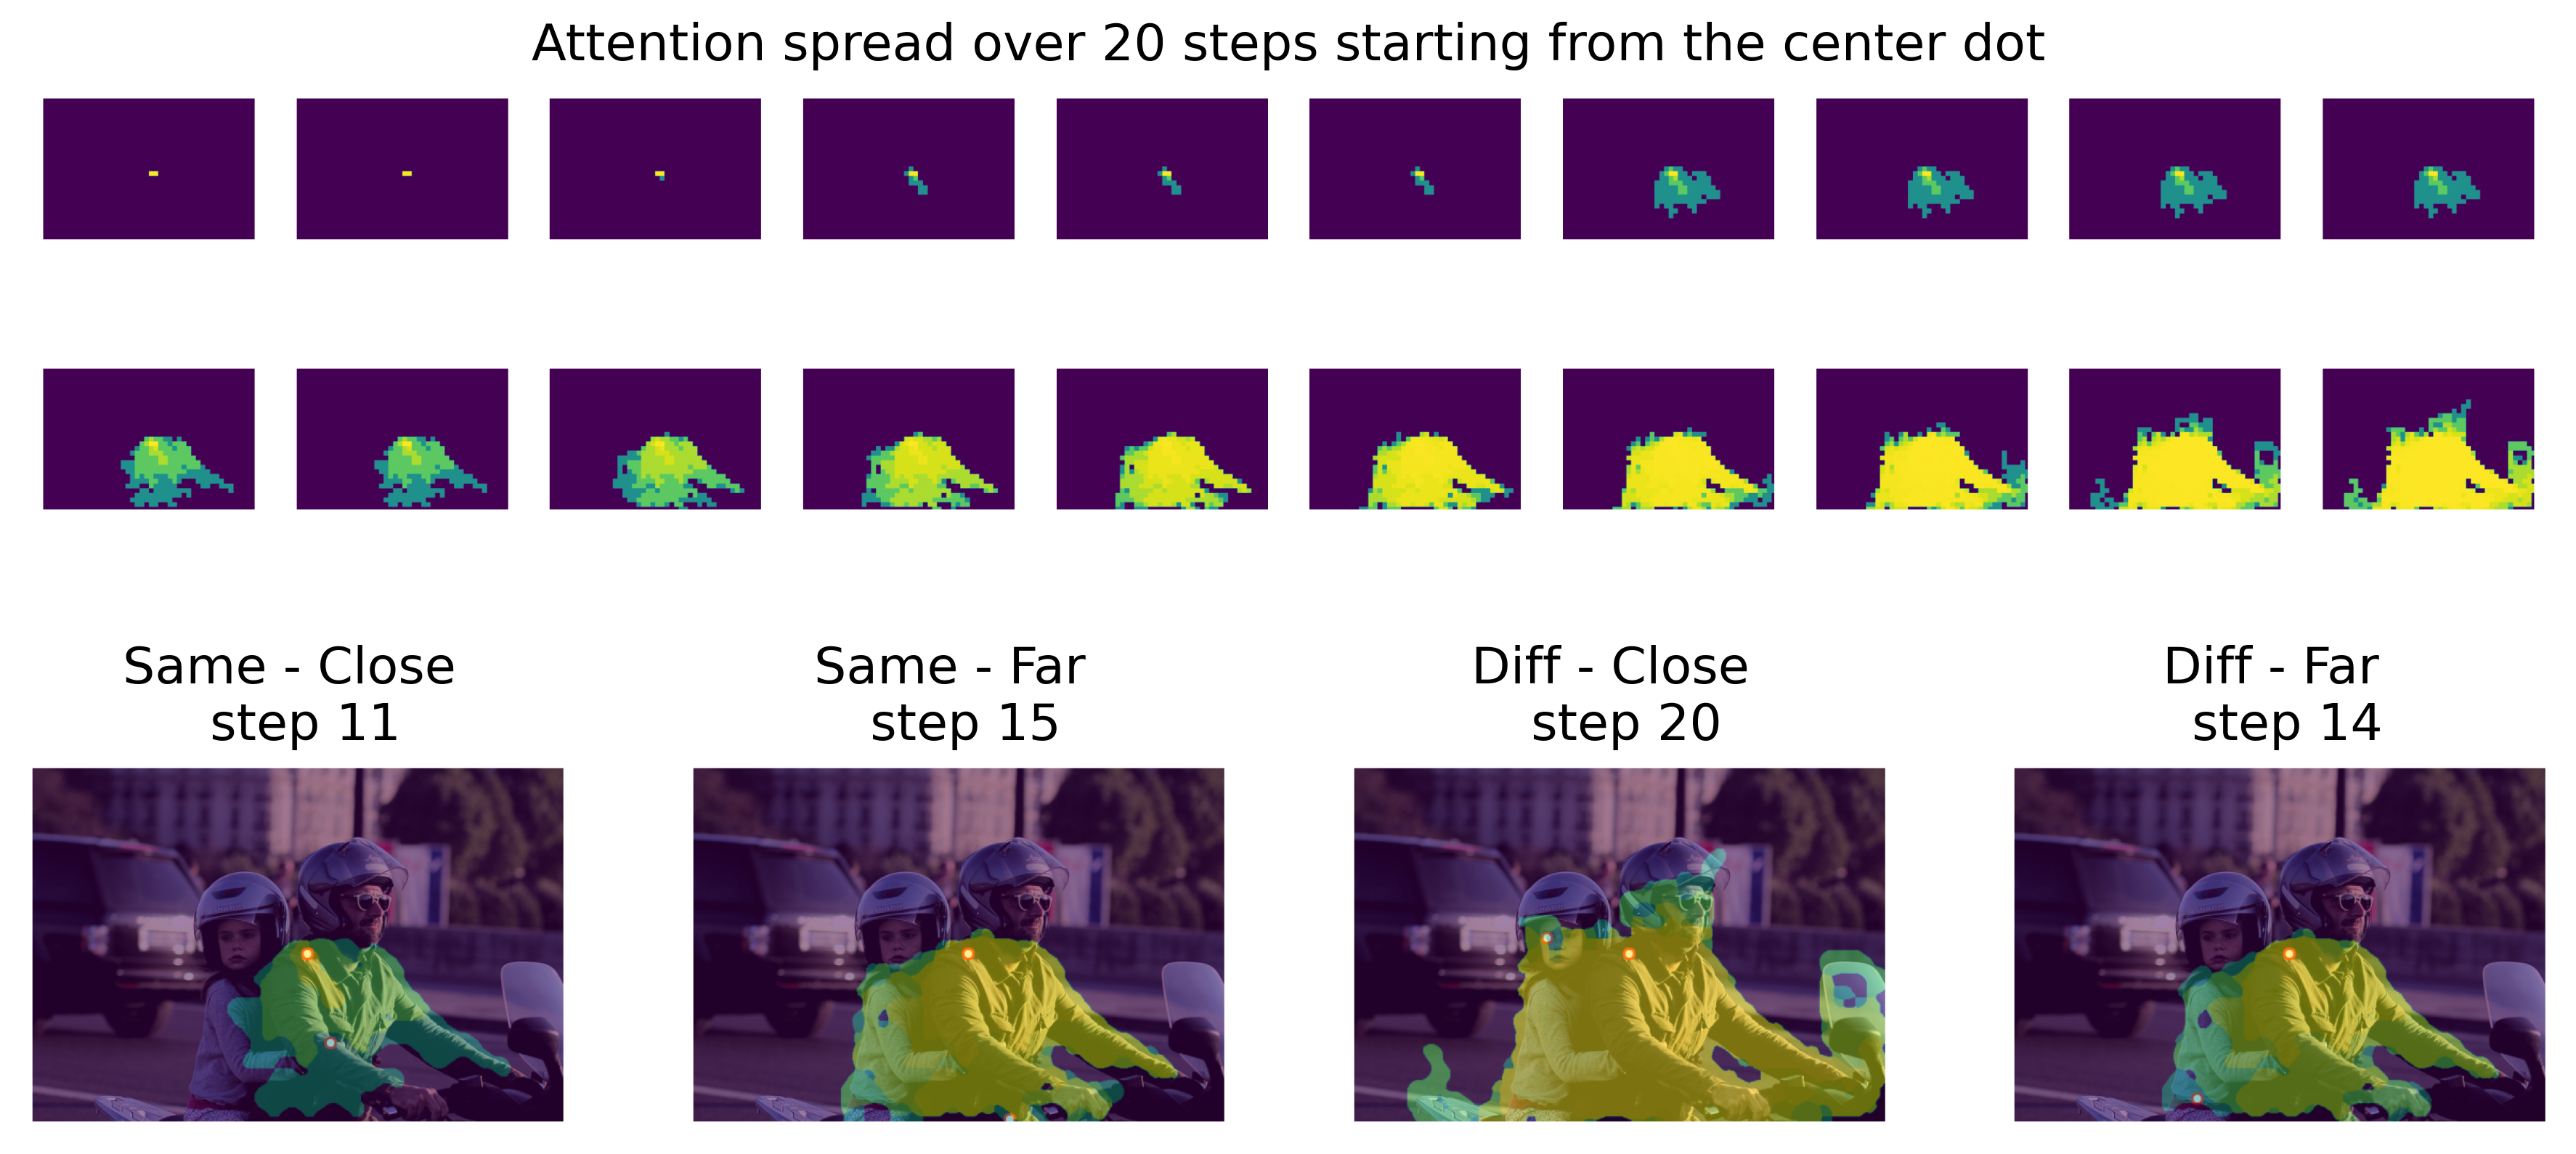 Attention spread over 20 steps starting from the center dot
Same - Close
step 11
Same - Far
step 15
Diff - Close
step 20
Diff - Far
step 14